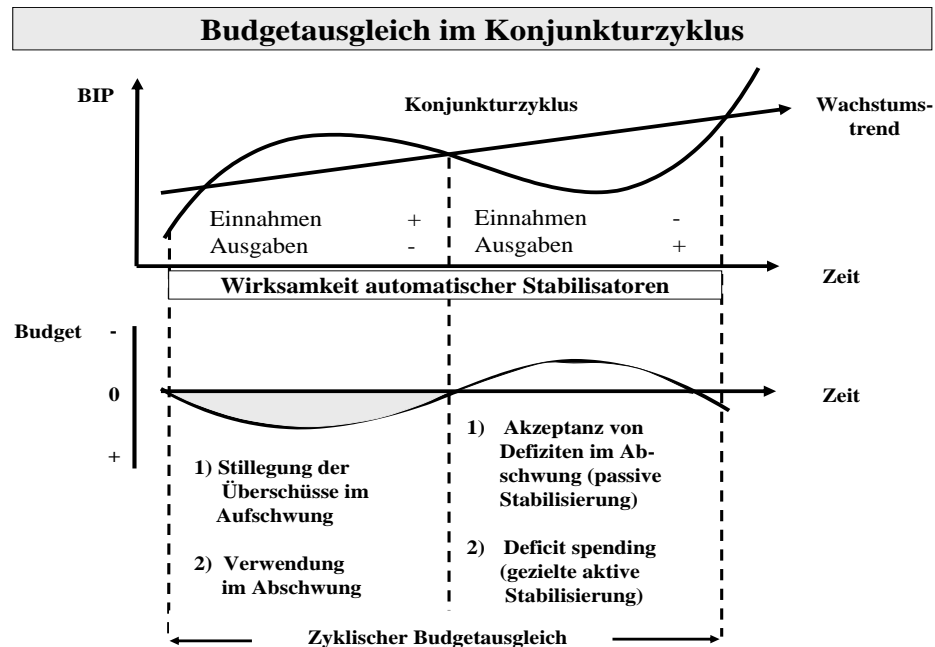 Budgetausgleich im Konjunkturzyklus
BIP
Konjunkturzyklus
Wachstums-
trend
Einnahmen +
Ausgaben -
Einnahmen -
Ausgaben +
Zeit
Wirksamkeit automatischer Stabilisatoren
Budget -
0
+
Zeit
1) Stillegung der
Überschüsse im
Aufschwung
2) Verwendung
im Abschwung
1) Akzeptanz von
Defiziten im Ab-
schwung (passive
Stabilisierung)
2) Deficit spending
(gezielte aktive
Stabilisierung)
Zyklischer Budgetausgleich